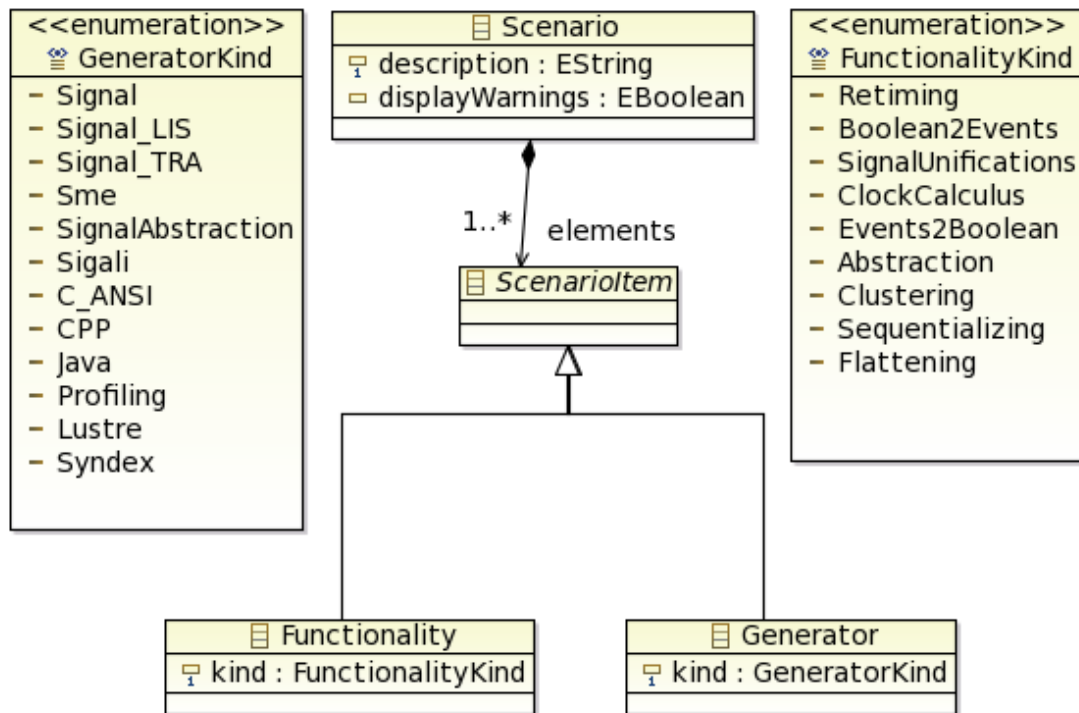 <<enumeration>>
GeneratorKind
Signal
Signal_LIS
Signal_TRA
Sme
SignalAbstraction
Sigali
C_ANSI
CPP
Java
Profiling
Lustre
Syndex
Scenario
description : EString
displayWarnings : EBoolean
1..*
elements
ScenarioItem
<<enumeration>>
FunctionalityKind
Retiming
Boolean2Events
SignalUnifications
ClockCalculus
Events2Boolean
Abstraction
Clustering
Sequentializing
Flattening
Functionality
1 kind : FunctionalityKind
Generator
1 kind : GeneratorKind